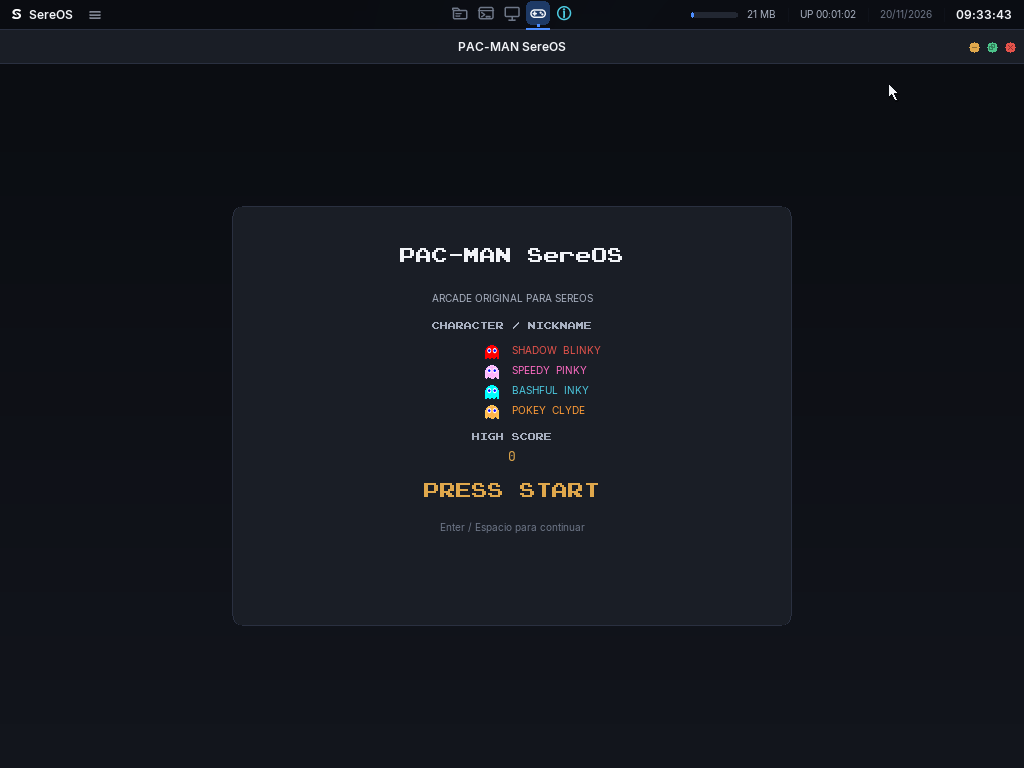 SereOS
21 MB
UP 00:01:02
20/11/2026
09:33:43
PAC-MAN SereOS
PAC-MAN SereOS
ARCADE ORIGINAL PARA SEREOS
CHARACTER / NICKNAME
SHADOW BLINKY
SPEEDY PINKY
BASHFUL INKY
POKEY CLYDE
HIGH SCORE
0
PRESS START
Enter / Espacio para continuar